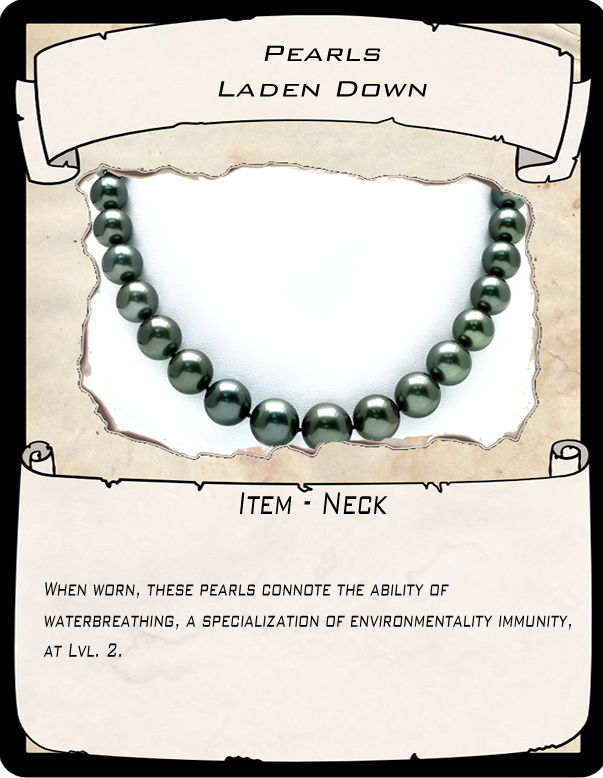 Pearls
Laden Down
Item - Neck
When worn, these pearls connote the ability of
waterbreathing, a specialization of environmentality immunity,
at Lvl. 2.